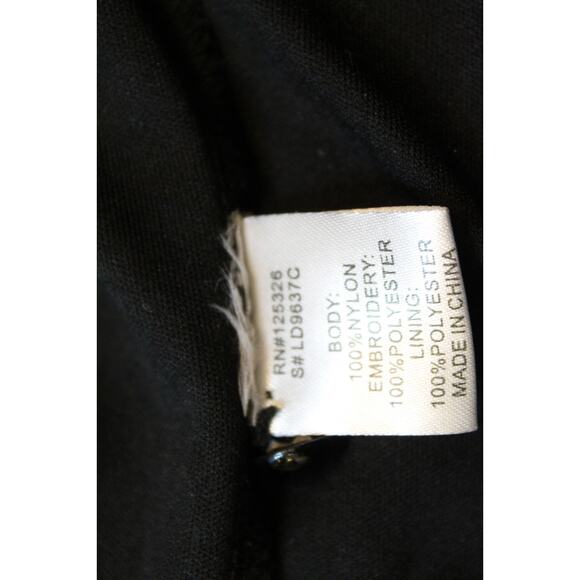 RN#125326
S# LD9637C
BODY:
100%NYLON
EMBROIDERY:
100%POLYESTER
LINING:
100%POLYESTER
MADE IN CHINA